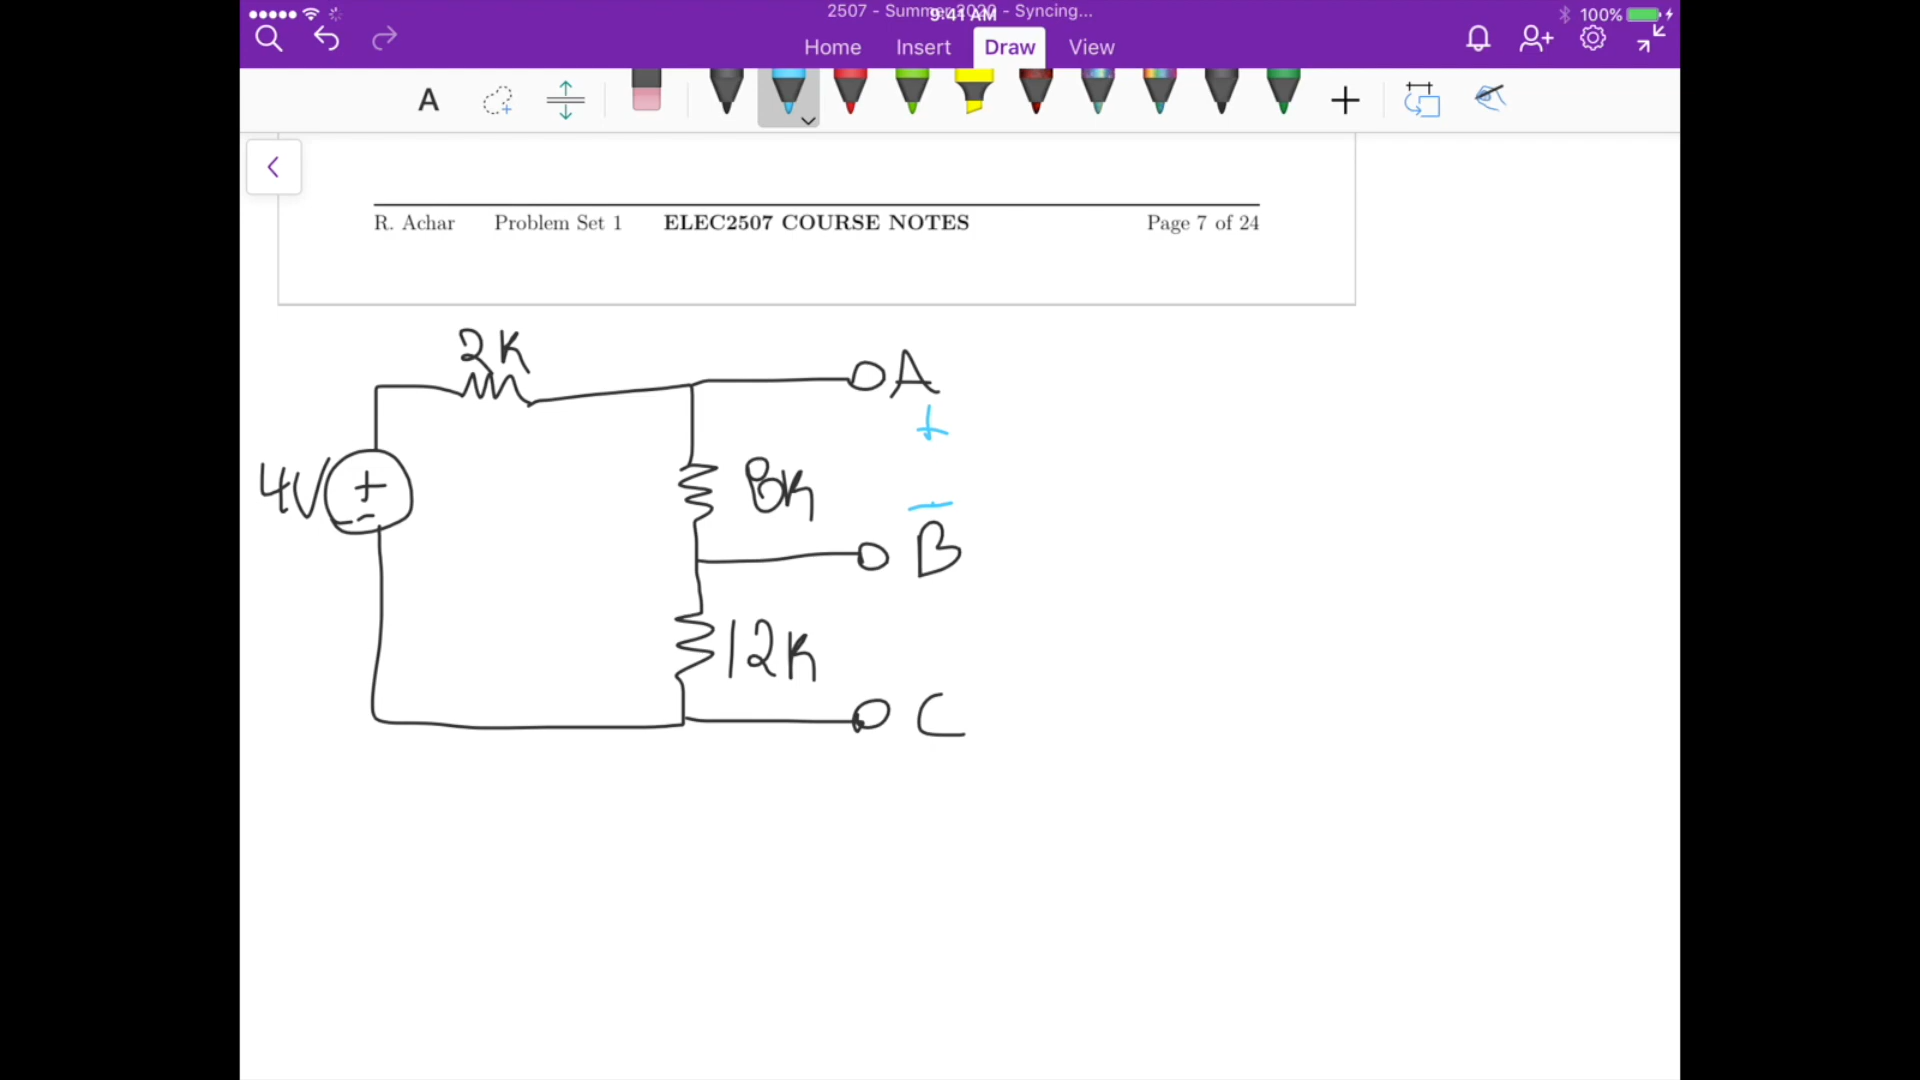 2507 - Summer 2020 - Syncing...
9:41 AM
100%
Home Insert Draw View
A
R. Achar Problem Set 1 ELEC2507 COURSE NOTES Page 7 of 24
2K
A
+
4V
+
-
8K
-
B
12K
C